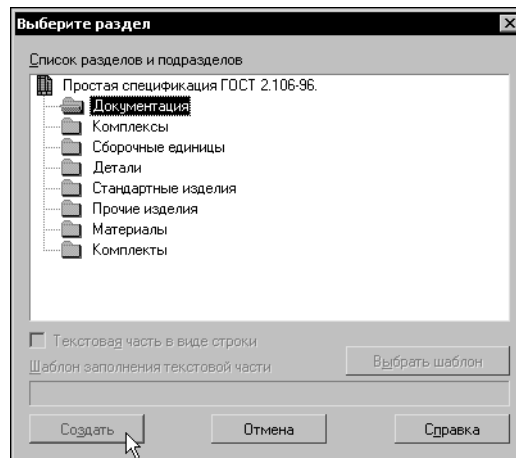 Выберите раздел
Список разделов и подразделов
Простая спецификация ГОСТ 2.106-96.
Документация
Комплексы
Сборочные единицы
Детали
Стандартные изделия
Прочие изделия
Материалы
Комплекты
Текстовая часть в виде строки
Шаблон заполнения текстовой части
Выбрать шаблон
Создать Отмена Справка